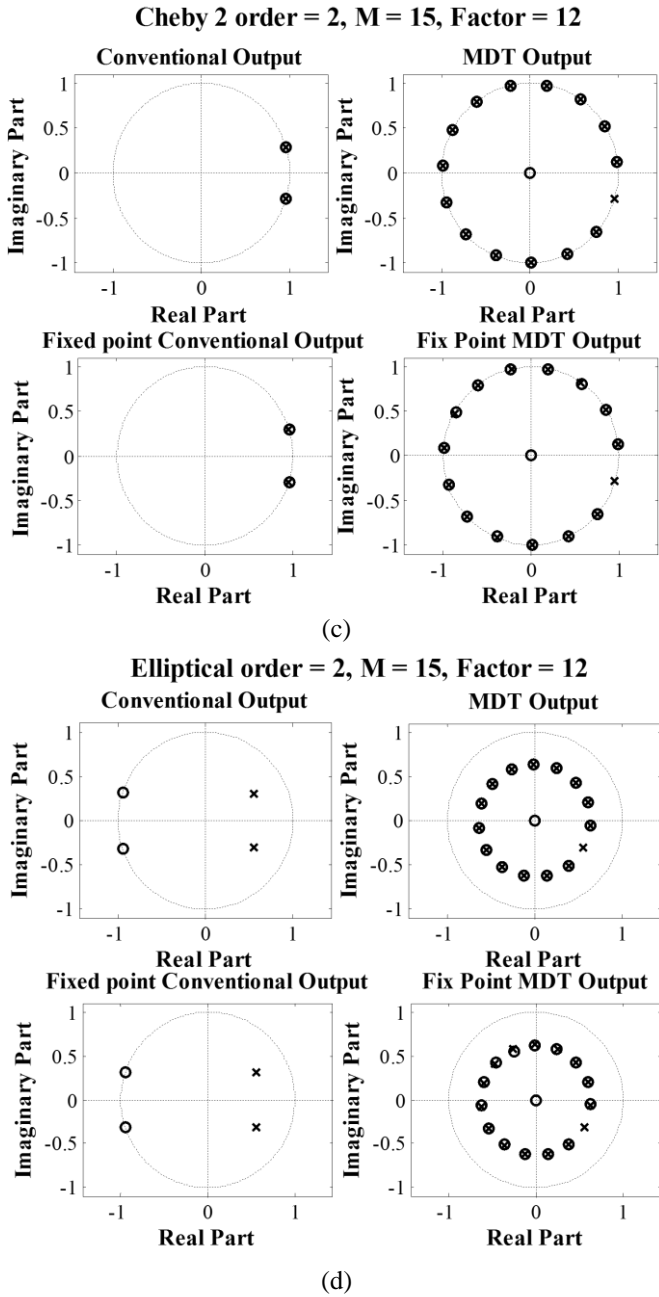 Cheby 2 order = 2, M = 15, Factor = 12
Conventional Output
MDT Output
Imaginary Part
1
0.5
0
-0.5
-1
-1
0
1
Real Part
Imaginary Part
1
0.5
0
-0.5
-1
-1
0
1
Real Part
Fixed point Conventional Output
Fix Point MDT Output
Imaginary Part
1
0.5
0
-0.5
-1
-1
0
1
Real Part
Imaginary Part
1
0.5
0
-0.5
-1
-1
0
1
Real Part
(c)
Elliptical order = 2, M = 15, Factor = 12
Conventional Output
MDT Output
Imaginary Part
1
0.5
0
-0.5
-1
-1
0
1
Real Part
Imaginary Part
1
0.5
0
-0.5
-1
-1
0
1
Real Part
Fixed point Conventional Output
Fix Point MDT Output
Imaginary Part
1
0.5
0
-0.5
-1
-1
0
1
Real Part
Imaginary Part
1
0.5
0
-0.5
-1
-1
0
1
Real Part
(d)